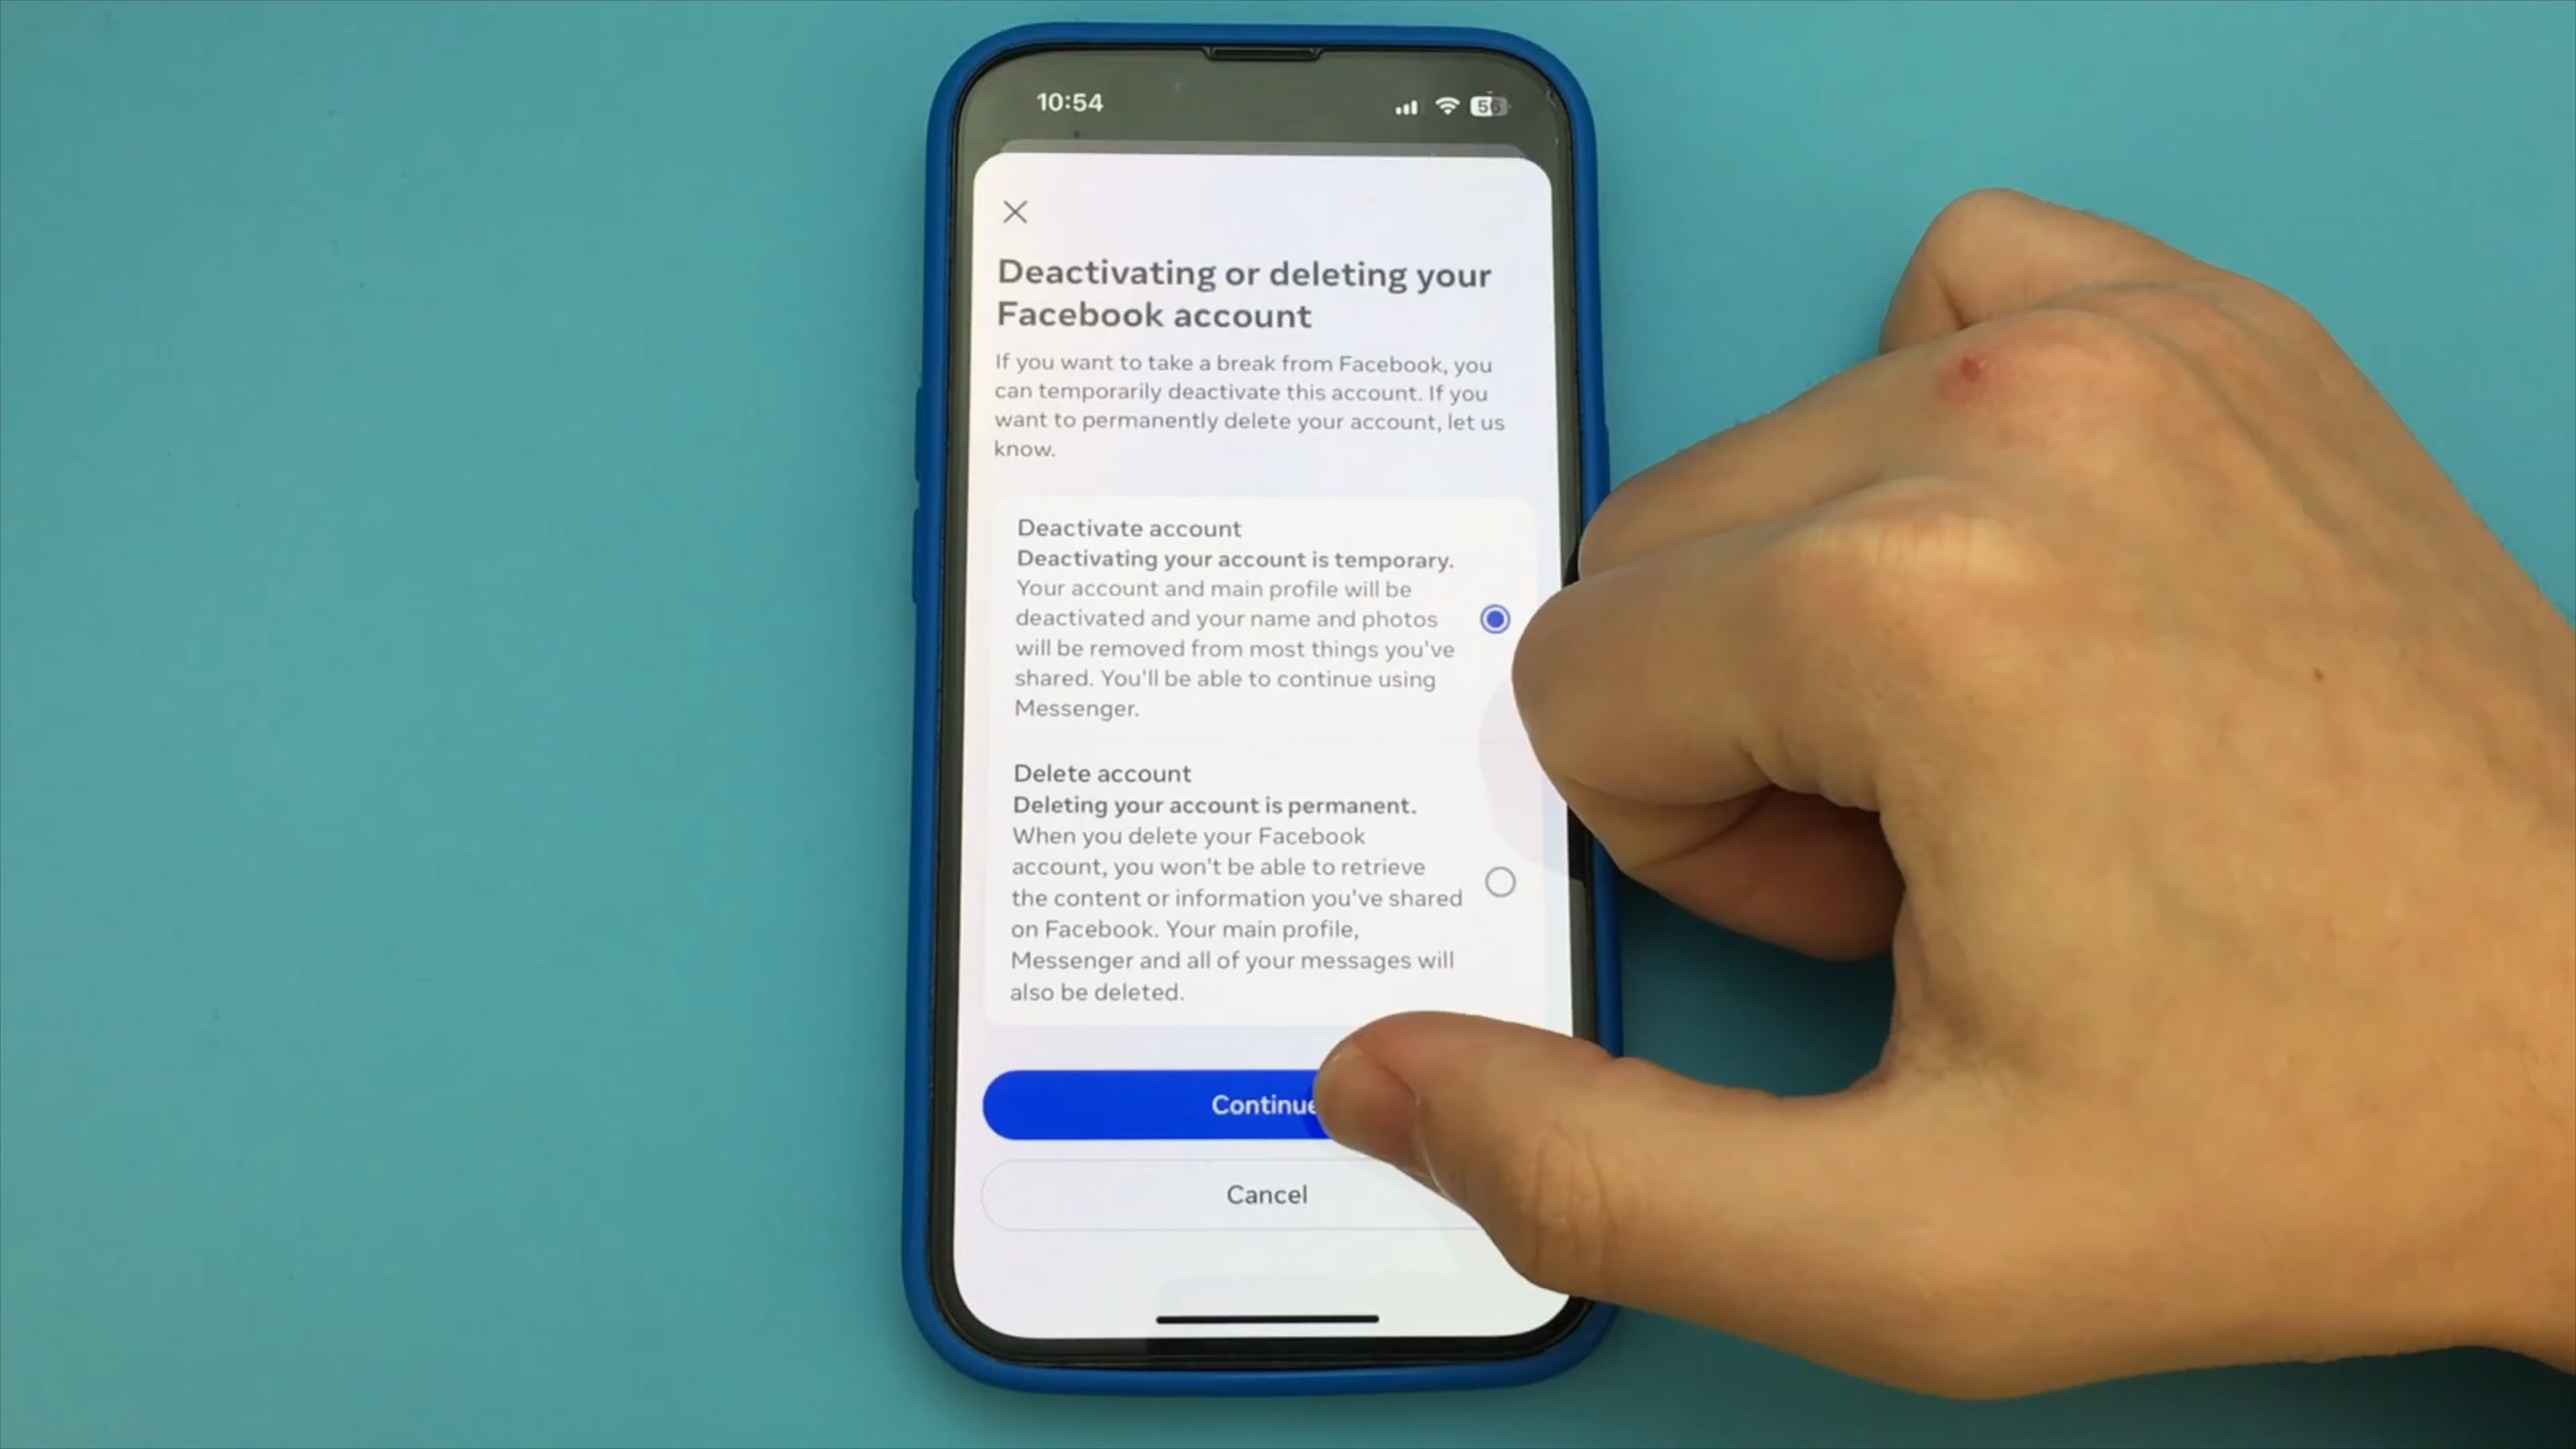 10:54
56
Deactivating or deleting your
Facebook account
If you want to take a break from Facebook, you
can temporarily deactivate this account. If you
want to permanently delete your account, let us
know.
Deactivate account
Deactivating your account is temporary.
Your account and main profile will be
deactivated and your name and photos
will be removed from most things you've
shared. You'll be able to continue using
Messenger.
Delete account
Deleting your account is permanent.
When you delete your Facebook
account, you won't be able to retrieve
the content or information you've shared
on Facebook. Your main profile,
Messenger and all of your messages will
also be deleted.
Continue
Cancel